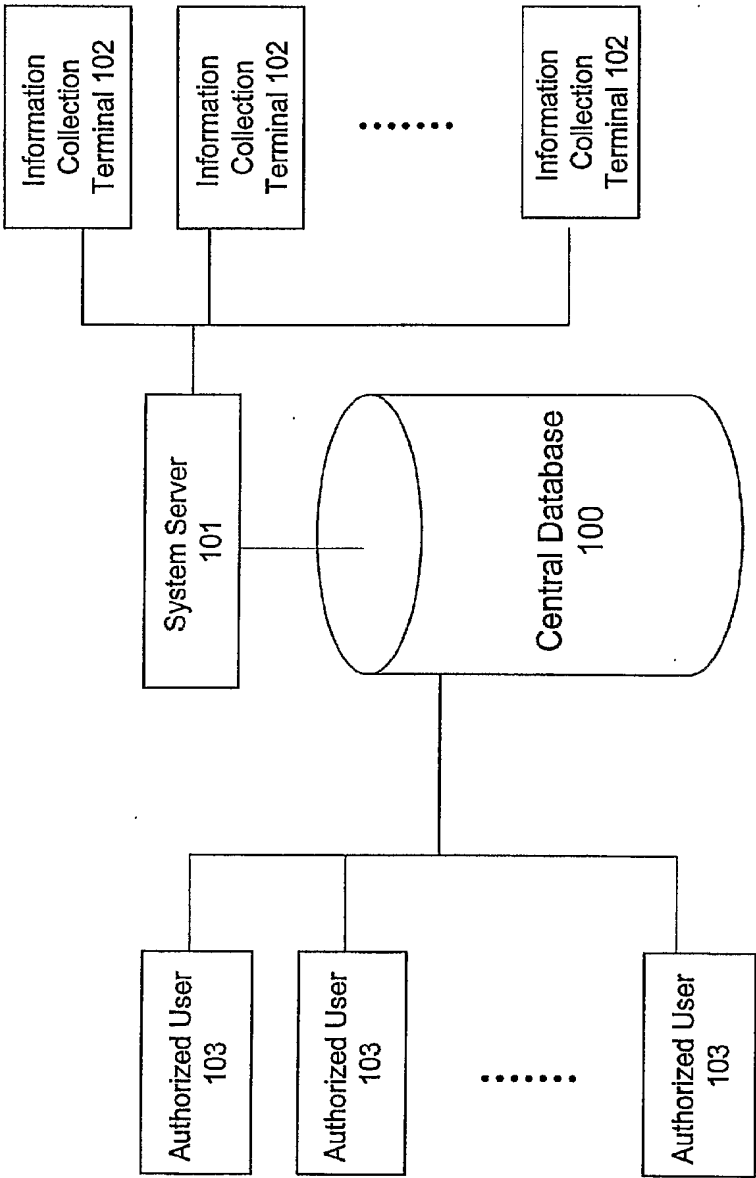 Information
Collection
Terminal 102
Information
Collection
Terminal 102
Information
Collection
Terminal 102
System Server
101
Central Database
100
Authorized User
103
Authorized User
103
Authorized User
103